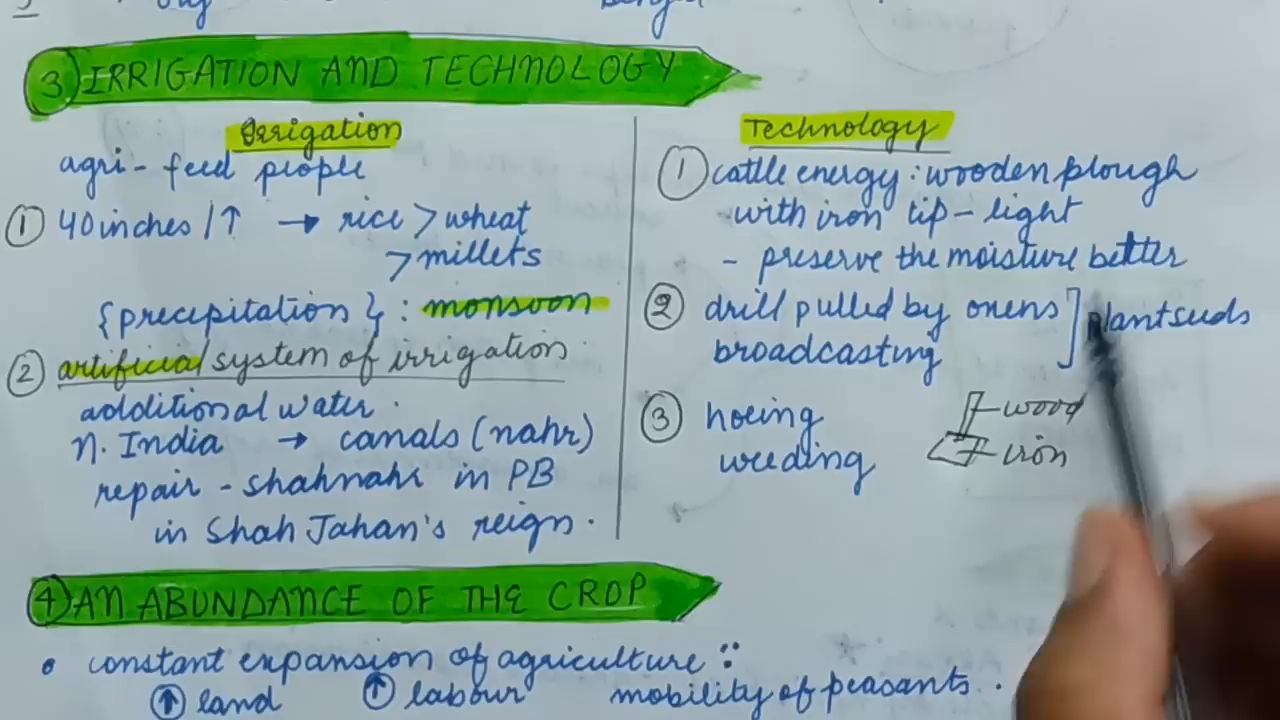 ③ IRRIGATION AND TECHNOLOGY
Irrigation
agri - feed people
① 40 inches / ↑ → rice > wheat
> millets
{precipitation} : monsoon
② artificial system of irrigation.
additional water.
N. India → canals (nahr)
repair - shahnahr in PB
in Shah Jahan's reign.
Technology
① cattle energy : wooden plough
with iron tip - light
- preserve the moisture better
② drill pulled by oxens
broadcasting
plant seeds
③ hoeing
weeding
wood
iron
④ AN ABUNDANCE OF THE CROP
• constant expansion of agriculture ::
↑ land ↑ labour mobility of peasants.